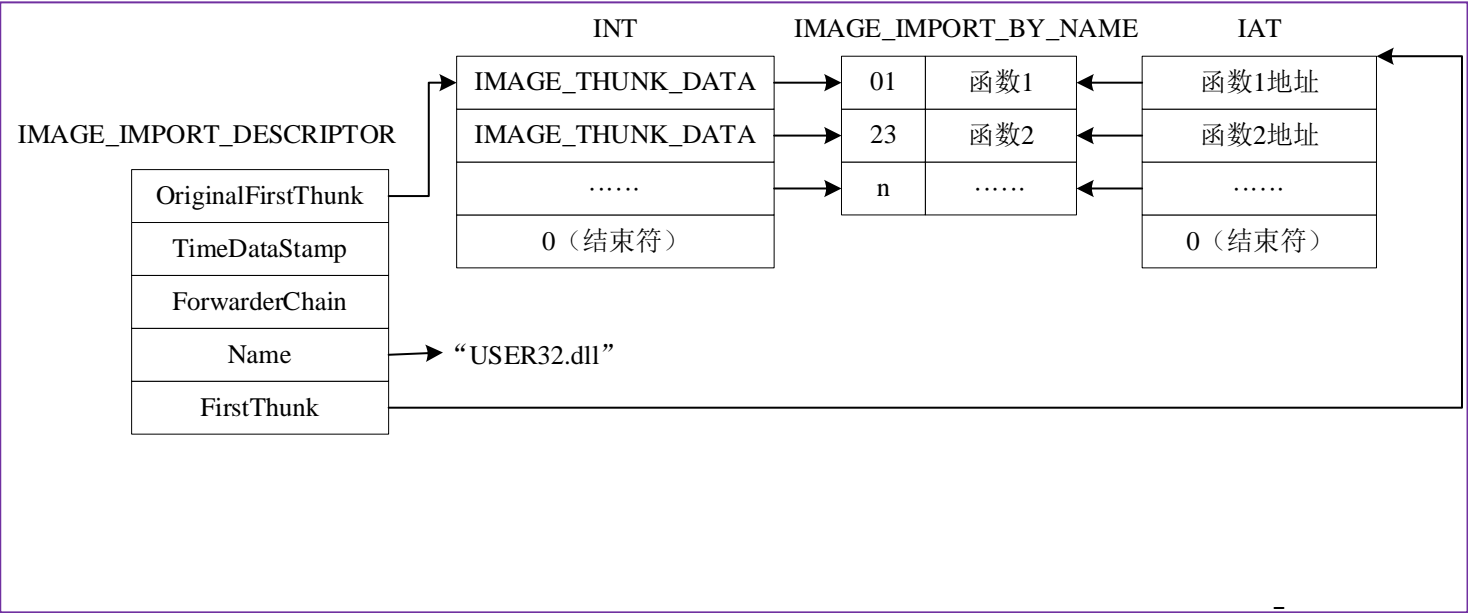 INT IMAGE_IMPORT_BY_NAME IAT
IMAGE_THUNK_DATA 01 函数1 函数1地址
IMAGE_IMPORT_DESCRIPTOR IMAGE_THUNK_DATA 23 函数2 函数2地址
OriginalFirstThunk …… n …… ……
TimeDataStamp 0（结束符） 0（结束符）
ForwarderChain
Name “USER32.dll”
FirstThunk